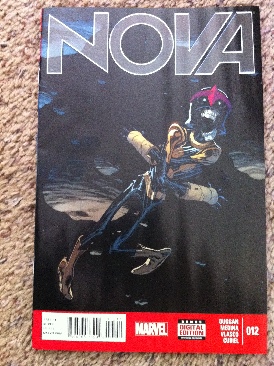 NOVA
MARVEL
DIGITAL
EDITION
DUGGAN
MEDINA
VLASCO
CURIEL
012